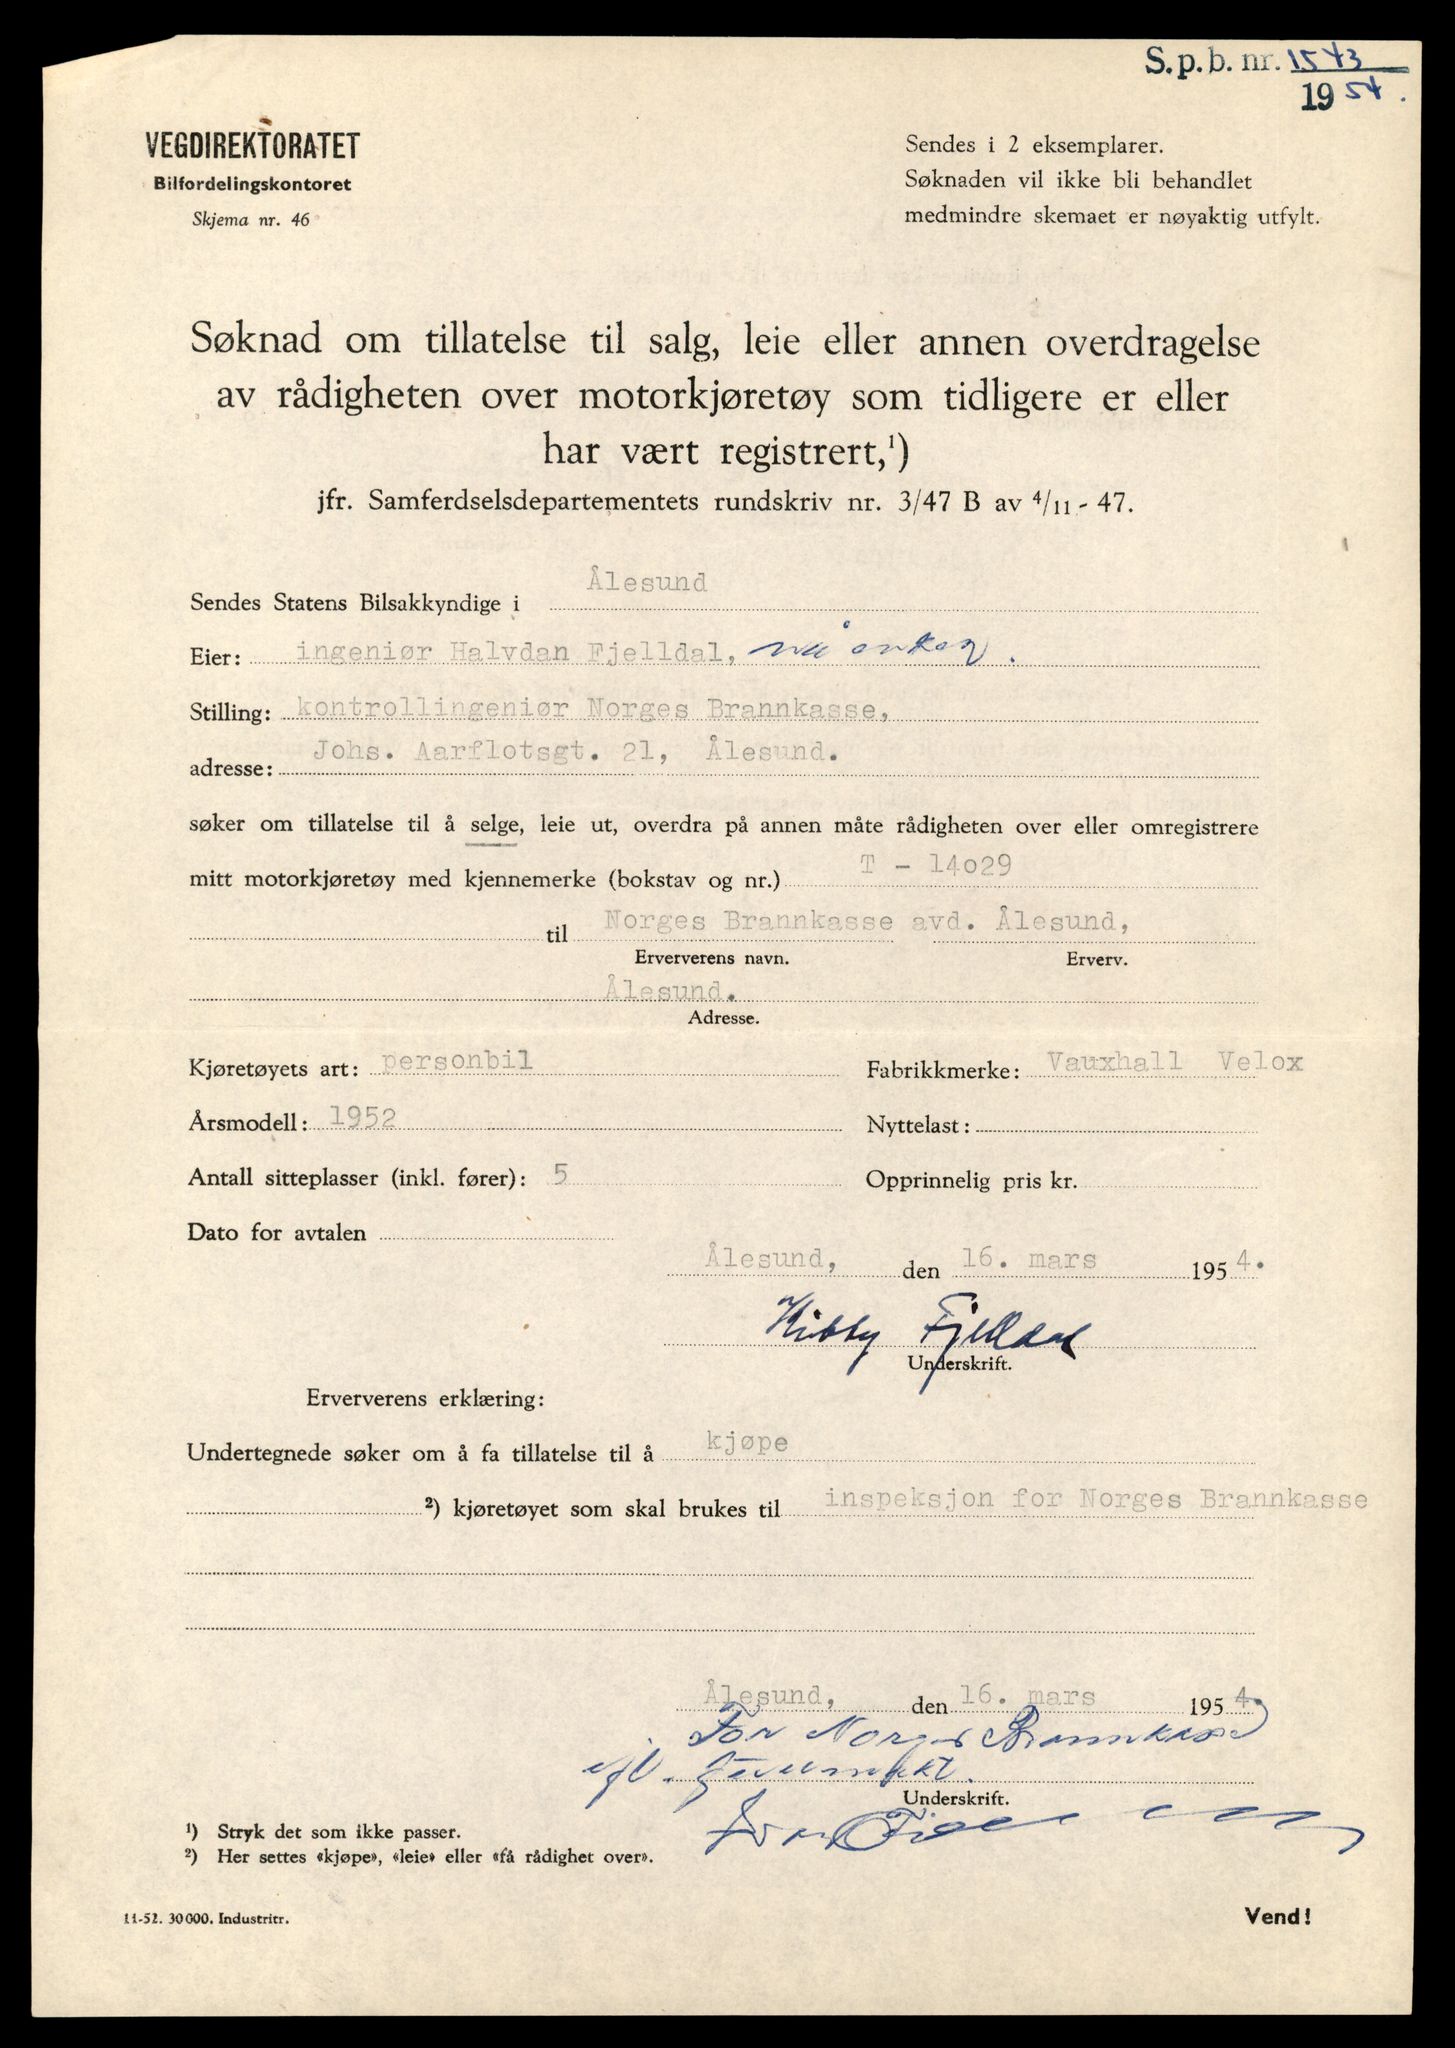 S.p.b. nr. 1543
1954.
VEGDIREKTORATET
Bilfordelingskontoret
Skjema nr. 46
Sendes i 2 eksemplarer.
Søknaden vil ikke bli behandlet
medmindre skemaet er nøyaktig utfylt.
Søknad om tillatelse til salg, leie eller annen overdragelse
av rådigheten over motorkjøretøy som tidligere er eller
har vært registrert,¹)
jfr. Samferdselsdepartementets rundskriv nr. 3/47 B av 4/11 - 47.
Sendes Statens Bilsakkyndige i Ålesund
Eier: ingeniør Halvdan Fjelldal, nå enken.
Stilling: kontrollingeniør Norges Brannkasse,
adresse: Johs. Aarflotsgt. 21, Ålesund.
søker om tillatelse til å selge, leie ut, overdra på annen måte rådigheten over eller omregistrere
mitt motorkjøretøy med kjennemerke (bokstav og nr.) T - 14029
til Norges Brannkasse avd. Ålesund,
Erververens navn. Erverv.
Ålesund.
Adresse.
Kjøretøyets art: personbil Fabrikkmerke: Vauxhall Velox
Årsmodell: 1952 Nyttelast:
Antall sitteplasser (inkl. fører): 5 Opprinnelig pris kr.
Dato for avtalen
Ålesund, den 16. mars 1954.
Kibby Fjelldal
Underskrift.
Erververens erklæring:
Undertegnede søker om å fa tillatelse til å kjøpe
²) kjøretøyet som skal brukes til inspeksjon for Norges Brannkasse
Ålesund, den 16. mars 1954.
For Norges Brannkasse
efl. fullmakt.
Underskrift.
¹) Stryk det som ikke passer.
²) Her settes «kjøpe», «leie» eller «få rådighet over».
11-52. 30000. Industritr.
Vend!